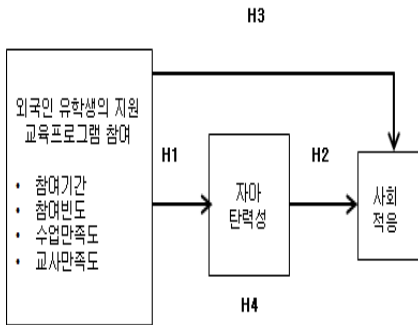 H3
외국인 유학생의 지원
교육프로그램 참여
• 참여기간
• 참여빈도
• 수업만족도
• 교사만족도
H1
자아
탄력성
H2
사회
적응
H4